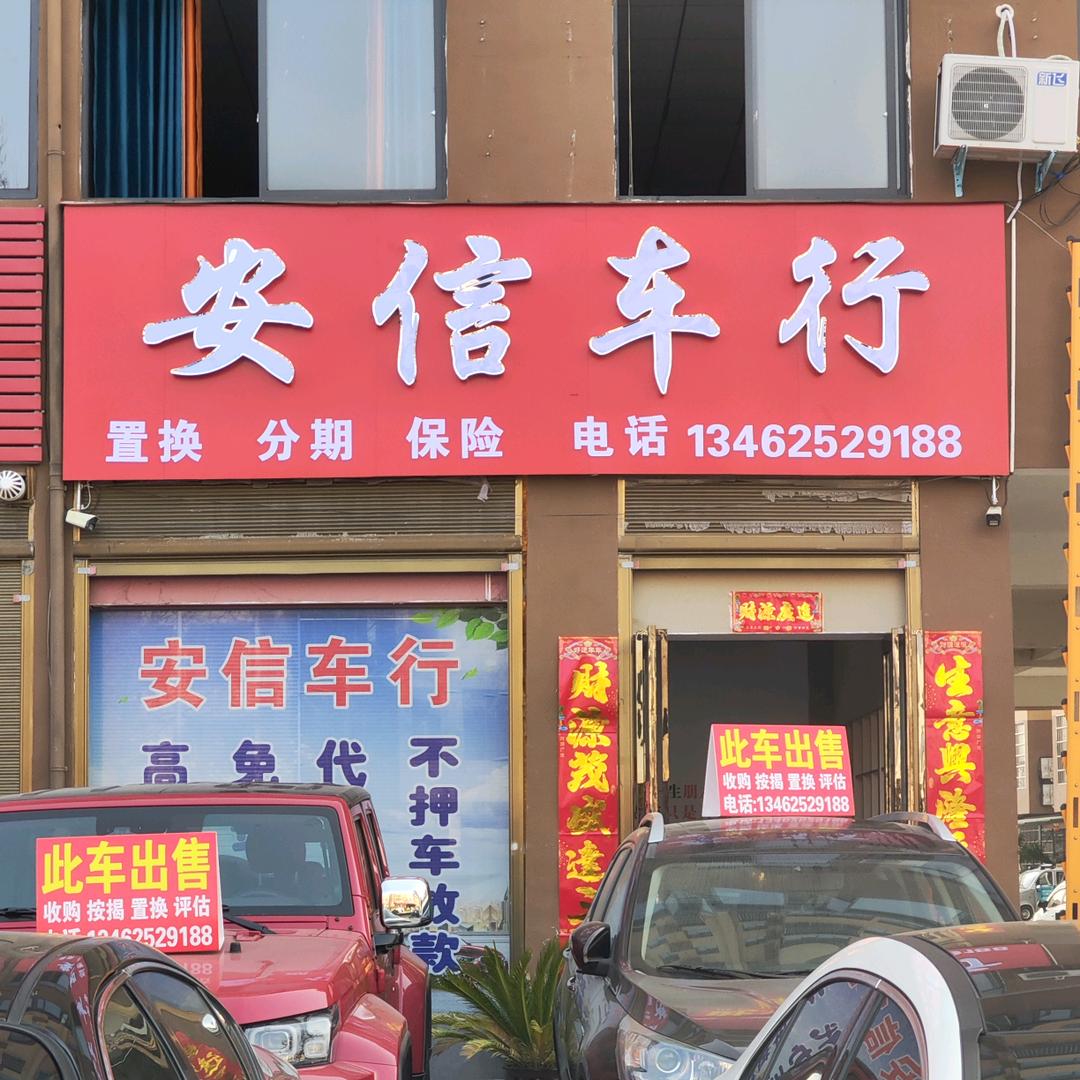 新飞
安信车行
置换 分期 保险 电话 13462529188
财源广进
安信车行
高 免 代
不押车放款
财源茂盛达
生意興隆
此车出售
收购 按揭 置换 评估
电话:13462529188
此车出售
收购 按揭 置换 评估
电话:13462529188